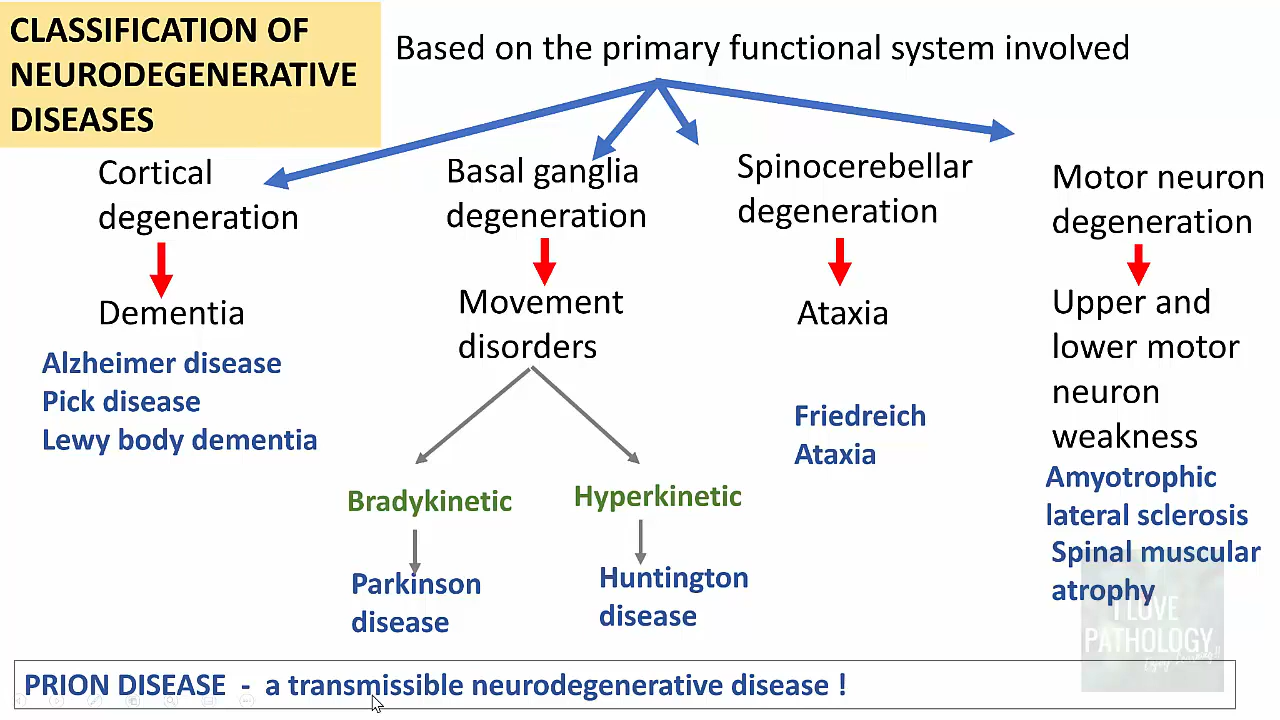 CLASSIFICATION OF
NEURODEGENERATIVE
DISEASES
Based on the primary functional system involved
Cortical
degeneration
Dementia
Alzheimer disease
Pick disease
Lewy body dementia
Basal ganglia
degeneration
Movement
disorders
Bradykinetic
Parkinson
disease
Hyperkinetic
Huntington
disease
Spinocerebellar
degeneration
Ataxia
Friedreich
Ataxia
Motor neuron
degeneration
Upper and
lower motor
neuron
weakness
Amyotrophic
lateral sclerosis
Spinal muscular
atrophy
I LOVE
PATHOLOGY
Enjoy Learning!!
PRION DISEASE - a transmissible neurodegenerative disease !